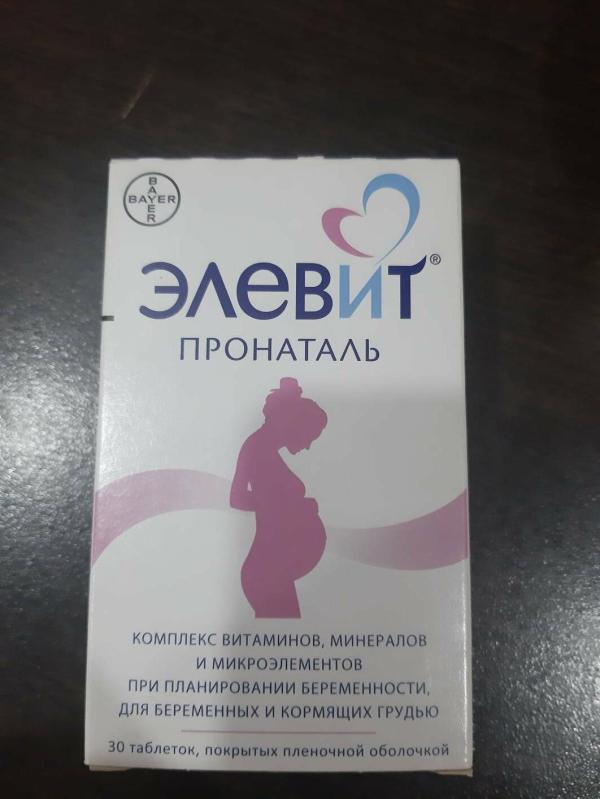 BAYER
BAYER
ЭЛЕВИТ®
ПРОНАТАЛЬ
КОМПЛЕКС ВИТАМИНОВ, МИНЕРАЛОВ
И МИКРОЭЛЕМЕНТОВ
ПРИ ПЛАНИРОВАНИИ БЕРЕМЕННОСТИ,
ДЛЯ БЕРЕМЕННЫХ И КОРМЯЩИХ ГРУДЬЮ
30 таблеток, покрытых пленочной оболочкой